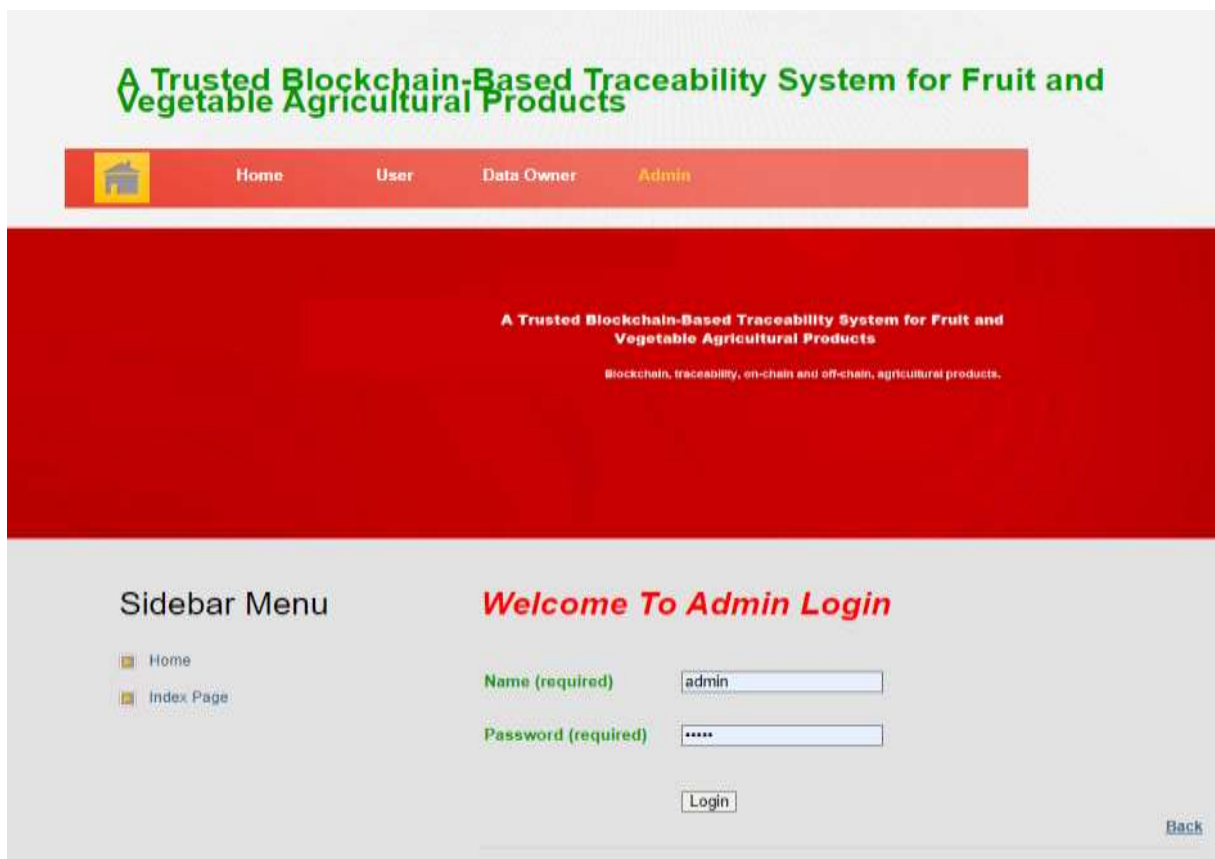 A Trusted Blockchain-Based Traceability System for Fruit and
Vegetable Agricultural Products
Home User Data Owner Admin
A Trusted Blockchain-Based Traceability System for Fruit and
Vegetable Agricultural Products
Blockchain, traceability, on-chain and off-chain, agricultural products.
Sidebar Menu
Home
Index Page
Welcome To Admin Login
Name (required) admin
Password (required) •••••
Login
Back